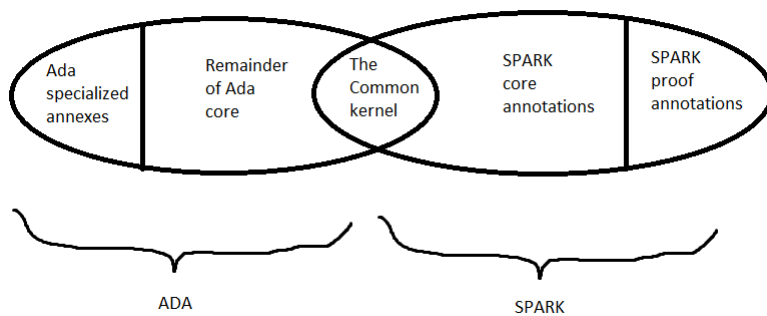 Ada
specialized
annexes
Remainder
of Ada
core
The
Common
kernel
SPARK
core
annotations
SPARK
proof
annotations
ADA
SPARK